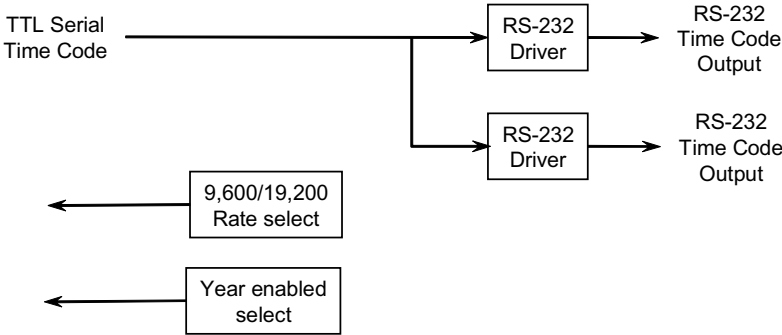 TTL Serial
Time Code
RS-232
Driver
RS-232
Time Code
Output
RS-232
Driver
RS-232
Time Code
Output
9,600/19,200
Rate select
Year enabled
select